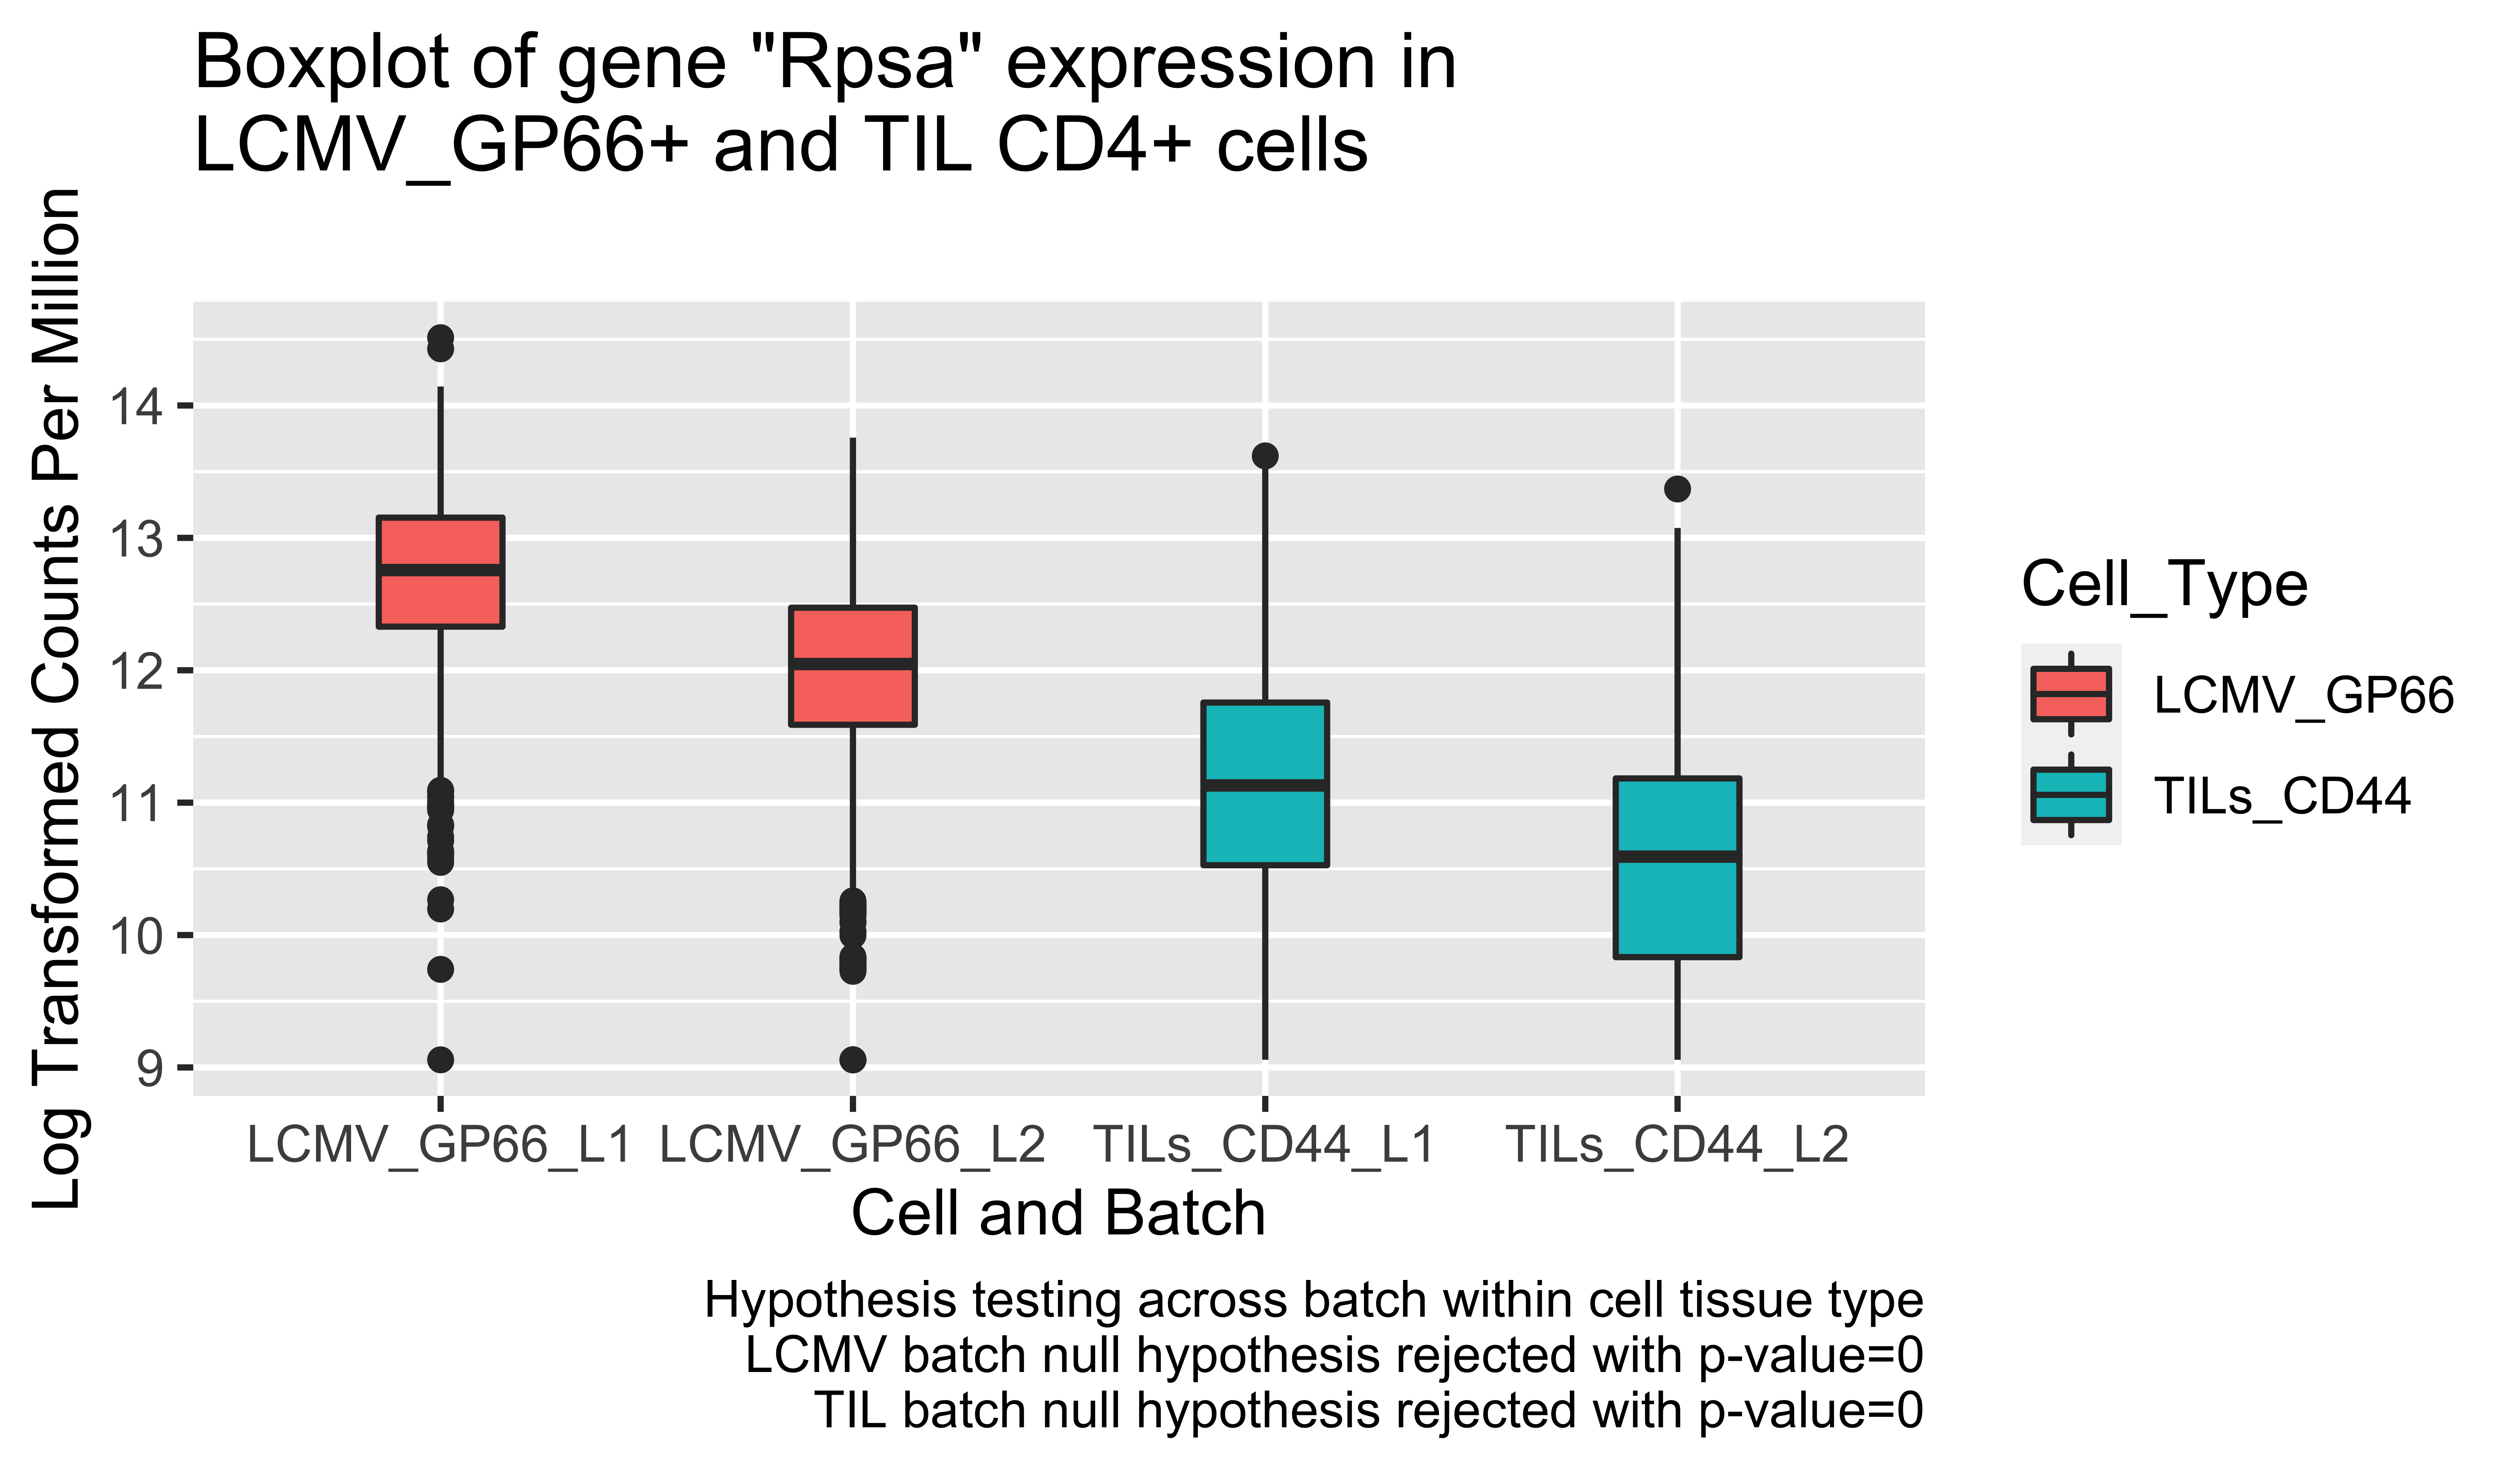 Boxplot of gene "Rpsa" expression in
LCMV_GP66+ and TIL CD4+ cells
Log Transformed Counts Per Million
14
13
12
11
10
9
LCMV_GP66_L1
LCMV_GP66_L2
TILs_CD44_L1
TILs_CD44_L2
Cell and Batch
Cell_Type
LCMV_GP66
TILs_CD44
Hypothesis testing across batch within cell tissue type
LCMV batch null hypothesis rejected with p-value=0
TIL batch null hypothesis rejected with p-value=0